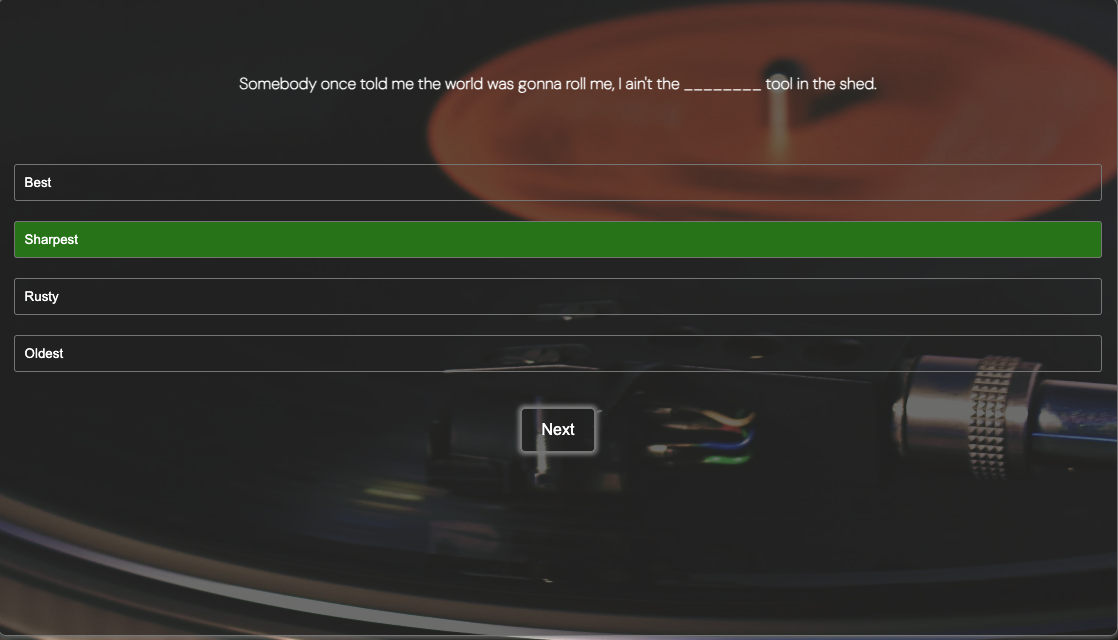 Somebody once told me the world was gonna roll me, I ain't the ________ tool in the shed.
Best
Sharpest
Rusty
Oldest
Next